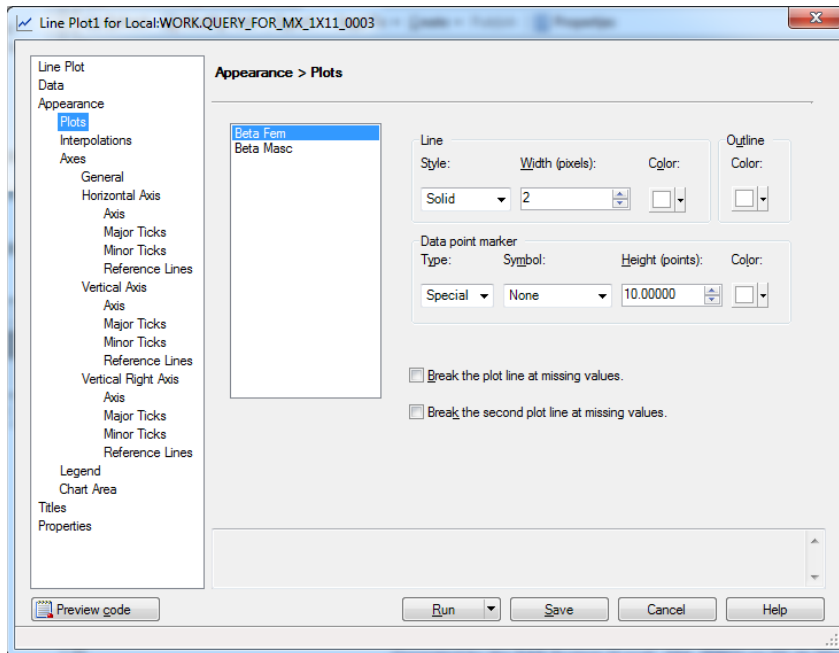 Line Plot1 for Local:WORK.QUERY_FOR_MX_1X11_0003
Line Plot
Data
Appearance
Plots
Interpolations
Axes
General
Horizontal Axis
Axis
Major Ticks
Minor Ticks
Reference Lines
Vertical Axis
Axis
Major Ticks
Minor Ticks
Reference Lines
Vertical Right Axis
Axis
Major Ticks
Minor Ticks
Reference Lines
Legend
Chart Area
Titles
Properties
Appearance > Plots
Beta Fem
Beta Masc
Line
Style:
Width (pixels):
Color:
Solid
2
Outline
Color:
Data point marker
Type:
Symbol:
Height (points):
Color:
Special
None
10.00000
Break the plot line at missing values.
Break the second plot line at missing values.
Preview code
Run
Save
Cancel
Help